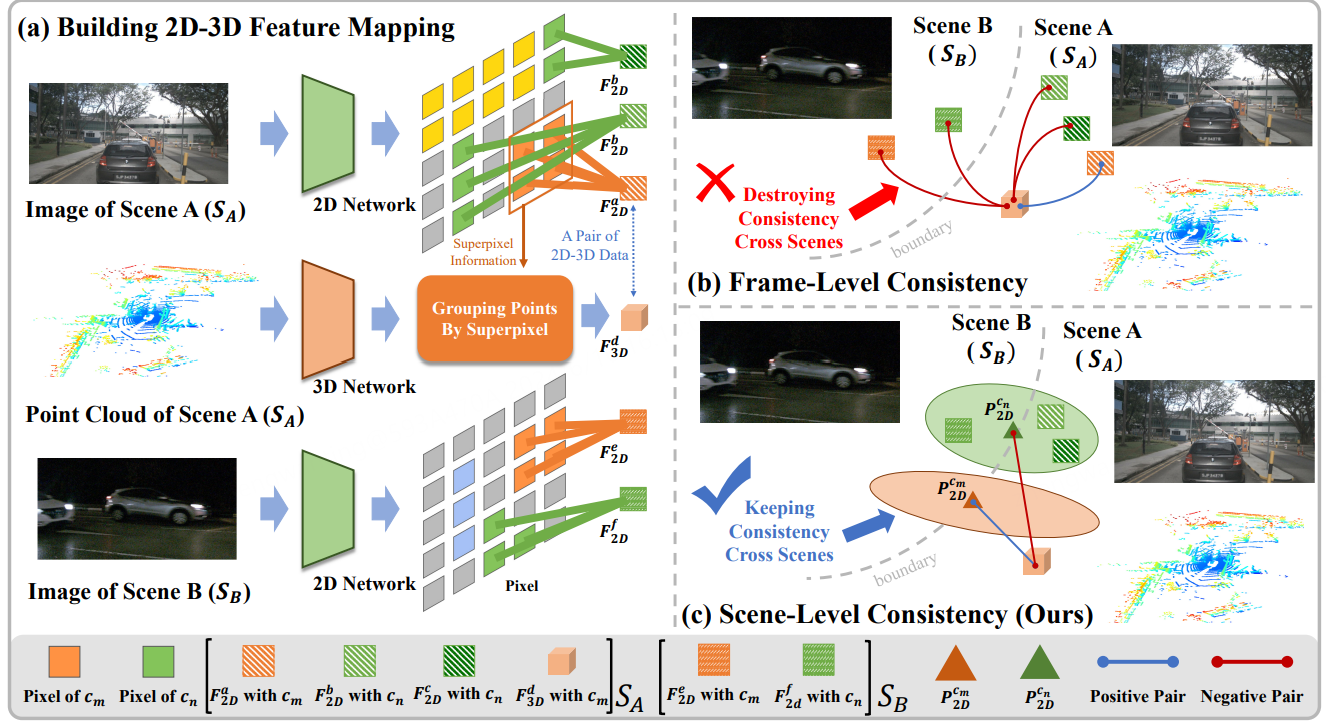 (a) Building 2D-3D Feature Mapping
Image of Scene A (S_A)
2D Network
F_{2D}^{b}
F_{2D}^{b}
F_{2D}^{a}
Superpixel
Information
A Pair of
2D-3D Data
Grouping Points
By Superpixel
F_{3D}^{d}
3D Network
Point Cloud of Scene A (S_A)
F_{2D}^{e}
F_{2D}^{f}
2D Network
Pixel
Image of Scene B (S_B)
Scene B
(S_B)
Scene A
(S_A)
Destroying
Consistency
Cross Scenes
boundary
(b) Frame-Level Consistency
Scene B
(S_B)
Scene A
(S_A)
P_{2D}^{c_n}
P_{2D}^{c_m}
Keeping
Consistency
Cross Scenes
boundary
(c) Scene-Level Consistency (Ours)
Pixel of c_m
Pixel of c_n
[F_{2D}^{a} with c_m
F_{2D}^{b} with c_n
F_{2D}^{c} with c_n
F_{3D}^{d} with c_m] S_A
[F_{2D}^{e} with c_m
F_{2d}^{f} with c_n] S_B
P_{2D}^{c_m}
P_{2D}^{c_n}
Positive Pair
Negative Pair